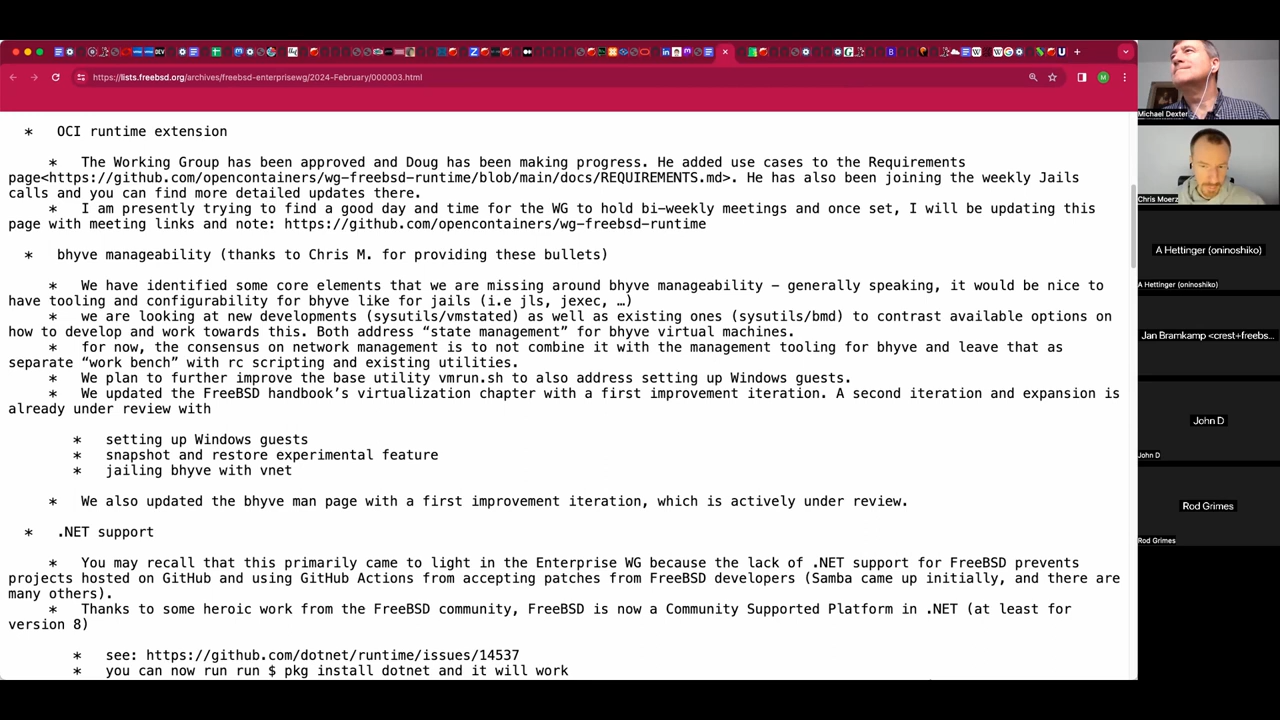 https://lists.freebsd.org/archives/freebsd-enterprisewg/2024-February/000003.html
* OCI runtime extension
* The Working Group has been approved and Doug has been making progress. He added use cases to the Requirements
page<https://github.com/opencontainers/wg-freebsd-runtime/blob/main/docs/REQUIREMENTS.md>. He has also been joining the weekly Jails
calls and you can find more detailed updates there.
* I am presently trying to find a good day and time for the WG to hold bi-weekly meetings and once set, I will be updating this
page with meeting links and note: https://github.com/opencontainers/wg-freebsd-runtime
* bhyve manageability (thanks to Chris M. for providing these bullets)
* We have identified some core elements that we are missing around bhyve manageability – generally speaking, it would be nice to
have tooling and configurability for bhyve like for jails (i.e jls, jexec, …)
* we are looking at new developments (sysutils/vmstated) as well as existing ones (sysutils/bmd) to contrast available options on
how to develop and work towards this. Both address “state management” for bhyve virtual machines.
* for now, the consensus on network management is to not combine it with the management tooling for bhyve and leave that as
separate “work bench” with rc scripting and existing utilities.
* We plan to further improve the base utility vmrun.sh to also address setting up Windows guests.
* We updated the FreeBSD handbook’s virtualization chapter with a first improvement iteration. A second iteration and expansion is
already under review with
* setting up Windows guests
* snapshot and restore experimental feature
* jailing bhyve with vnet
* We also updated the bhyve man page with a first improvement iteration, which is actively under review.
* .NET support
* You may recall that this primarily came to light in the Enterprise WG because the lack of .NET support for FreeBSD prevents
projects hosted on GitHub and using GitHub Actions from accepting patches from FreeBSD developers (Samba came up initially, and there are
many others).
* Thanks to some heroic work from the FreeBSD community, FreeBSD is now a Community Supported Platform in .NET (at least for
version 8)
* see: https://github.com/dotnet/runtime/issues/14537
* you can now run run $ pkg install dotnet and it will work
Michael Dexter
Chris Moerz
A Hettinger (oninoshiko)
A Hettinger (oninoshiko)
Jan Bramkamp <crest+freebs...
John D
John D
Rod Grimes
Rod Grimes